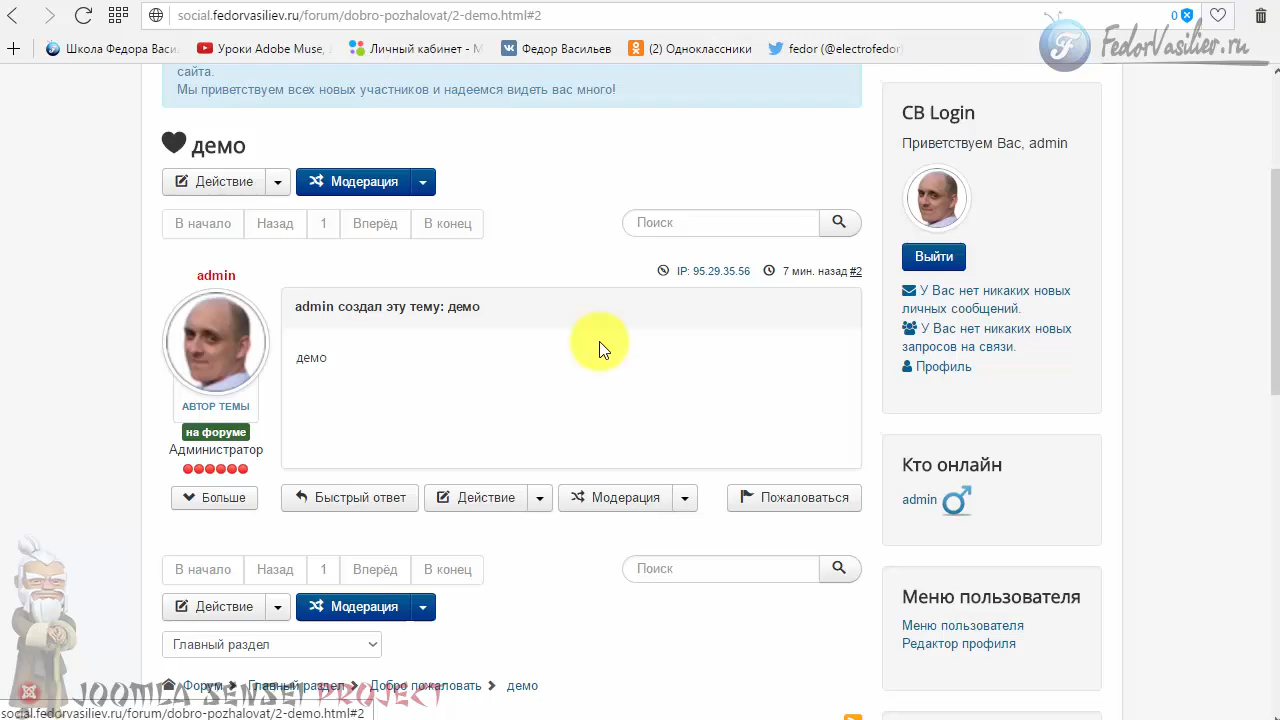 social.fedorvasiliev.ru/forum/dobro-pozhalovat/2-demo.html#2
0
Школа Федора Васи
Уроки Adobe Muse,
Личный кабинет - М
Федор Васильев
(2) Одноклассники
fedor (@electrofedor)
FedorVasiliev.ru
сайта.
Мы приветствуем всех новых участников и надеемся видеть вас много!
демо
Действие
Модерация
В начало
Назад
1
Вперёд
В конец
Поиск
admin
IP: 95.29.35.56
7 мин. назад #2
admin создал эту тему: демо
демо
АВТОР ТЕМЫ
на форуме
Администратор
Больше
Быстрый ответ
Действие
Модерация
Пожаловаться
В начало
Назад
1
Вперёд
В конец
Поиск
Действие
Модерация
Главный раздел
Форум
Главный раздел
Добро пожаловать
демо
CB Login
Приветствуем Вас, admin
Выйти
У Вас нет никаких новых
личных сообщений.
У Вас нет никаких новых
запросов на связи.
Профиль
Кто онлайн
admin
Меню пользователя
Меню пользователя
Редактор профиля
JOOMLA SENSEI PROJECT
social.fedorvasiliev.ru/forum/dobro-pozhalovat/2-demo.html#2